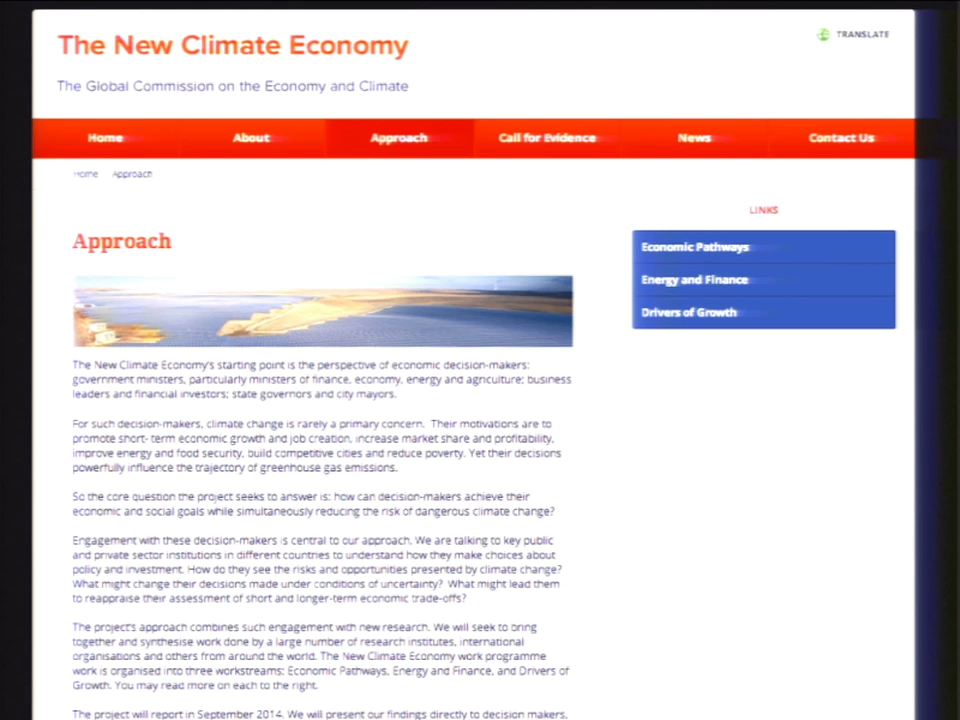 The New Climate Economy
TRANSLATE
The Global Commission on the Economy and Climate
Home About Approach Call for Evidence News Contact Us
Home Approach
LINKS
Approach
Economic Pathways
Energy and Finance
Drivers of Growth
The New Climate Economy's starting point is the perspective of economic decision-makers:
government ministers, particularly ministers of finance, economy, energy and agriculture; business
leaders and financial investors; state governors and city mayors.
For such decision-makers, climate change is rarely a primary concern. Their motivations are to
promote short- term economic growth and job creation, increase market share and profitability,
improve energy and food security, build competitive cities and reduce poverty. Yet their decisions
powerfully influence the trajectory of greenhouse gas emissions.
So the core question the project seeks to answer is: how can decision-makers achieve their
economic and social goals while simultaneously reducing the risk of dangerous climate change?
Engagement with these decision-makers is central to our approach. We are talking to key public
and private sector institutions in different countries to understand how they make choices about
policy and investment. How do they see the risks and opportunities presented by climate change?
What might change their decisions made under conditions of uncertainty? What might lead them
to reappraise their assessment of short and longer-term economic trade-offs?
The project's approach combines such engagement with new research. We will seek to bring
together and synthesise work done by a large number of research institutes, international
organisations and others from around the world. The New Climate Economy work programme
work is organised into three workstreams: Economic Pathways, Energy and Finance, and Drivers of
Growth. You may read more on each to the right.
The project will report in September 2014. We will present our findings directly to decision makers,